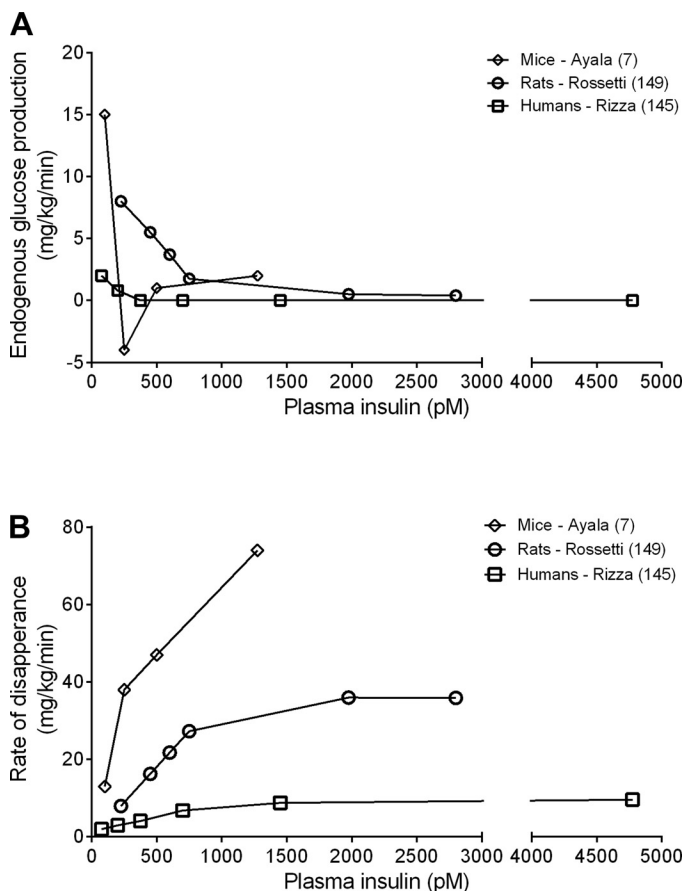 A
Endogenous glucose production
(mg/kg/min)
20
15
10
5
0
-5
Mice - Ayala (7)
Rats - Rossetti (149)
Humans - Rizza (145)
0 500 1000 1500 2000 2500 3000 4000 4500 5000
Plasma insulin (pM)
B
Rate of disapperance
(mg/kg/min)
80
60
40
20
0
Mice - Ayala (7)
Rats - Rossetti (149)
Humans - Rizza (145)
0 500 1000 1500 2000 2500 3000 4000 4500 5000
Plasma insulin (pM)